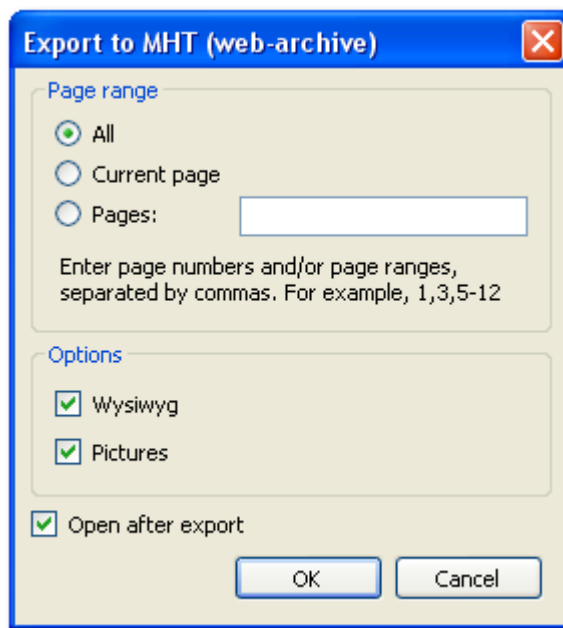 Export to MHT (web-archive)
Page range
All
Current page
Pages:
Enter page numbers and/or page ranges,
separated by commas. For example, 1,3,5-12
Options
Wysiwyg
Pictures
Open after export
OK Cancel